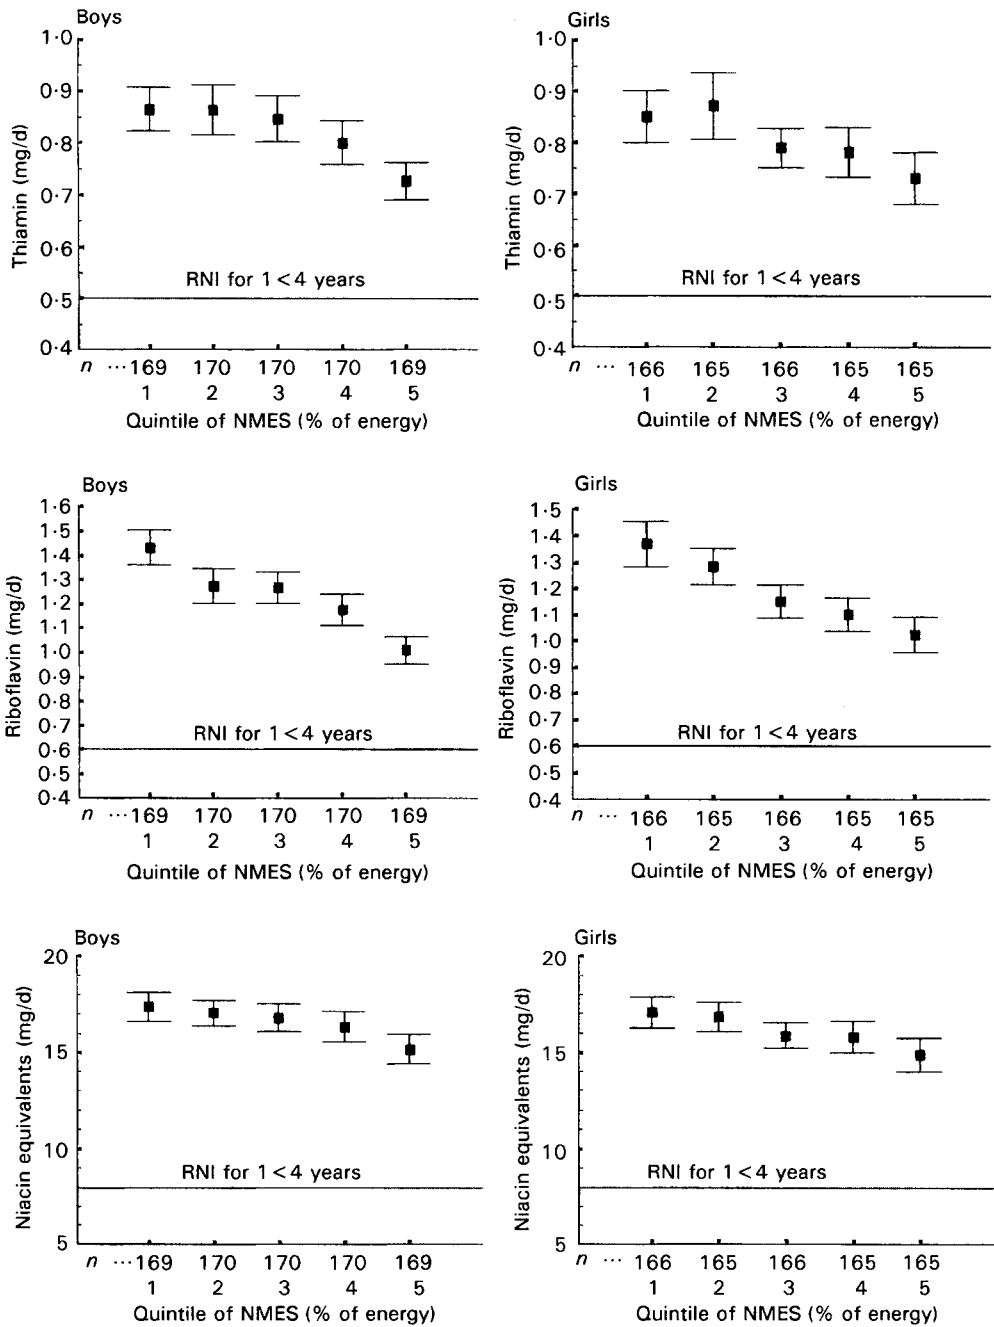 Boys
1·0
0·9
0·8
0·7
0·6
0·5
0·4
Thiamin (mg/d)
RNI for 1 < 4 years
n ··· 169 170 170 170 169
1 2 3 4 5
Quintile of NMES (% of energy)
Girls
1·0
0·9
0·8
0·7
0·6
0·5
0·4
Thiamin (mg/d)
RNI for 1 < 4 years
n ··· 166 165 166 165 165
1 2 3 4 5
Quintile of NMES (% of energy)
Boys
1·6
1·5
1·4
1·3
1·2
1·1
1·0
0·9
0·8
0·7
0·6
0·5
0·4
Riboflavin (mg/d)
RNI for 1 < 4 years
n ··· 169 170 170 170 169
1 2 3 4 5
Quintile of NMES (% of energy)
Girls
1·5
1·4
1·3
1·2
1·1
1·0
0·9
0·8
0·7
0·6
0·5
0·4
Riboflavin (mg/d)
RNI for 1 < 4 years
n ··· 166 165 166 165 165
1 2 3 4 5
Quintile of NMES (% of energy)
Boys
20
15
10
5
Niacin equivalents (mg/d)
RNI for 1 < 4 years
n ··· 169 170 170 170 169
1 2 3 4 5
Quintile of NMES (% of energy)
Girls
20
15
10
5
Niacin equivalents (mg/d)
RNI for 1 < 4 years
n ··· 166 165 166 165 165
1 2 3 4 5
Quintile of NMES (% of energy)